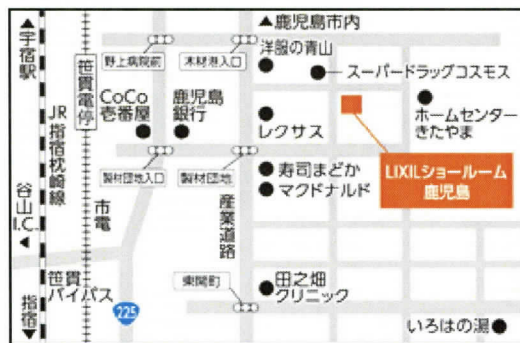 ▲鹿児島市内
▲宇宿駅
野上病院前
木材港入口
洋服の青山
スーパードラッグコスモス
笹貫電停
CoCo
壱番屋
鹿児島
銀行
レクサス
ホームセンター
きたやま
JR指宿枕崎線
LIXILショールーム
鹿児島
製材団地入口
製材団地
寿司まどか
マクドナルド
谷山
I.C.
◀
市電
産業道路
笹貫
バイパス
東開町
田之畑
クリニック
225
指宿▼
いろはの湯